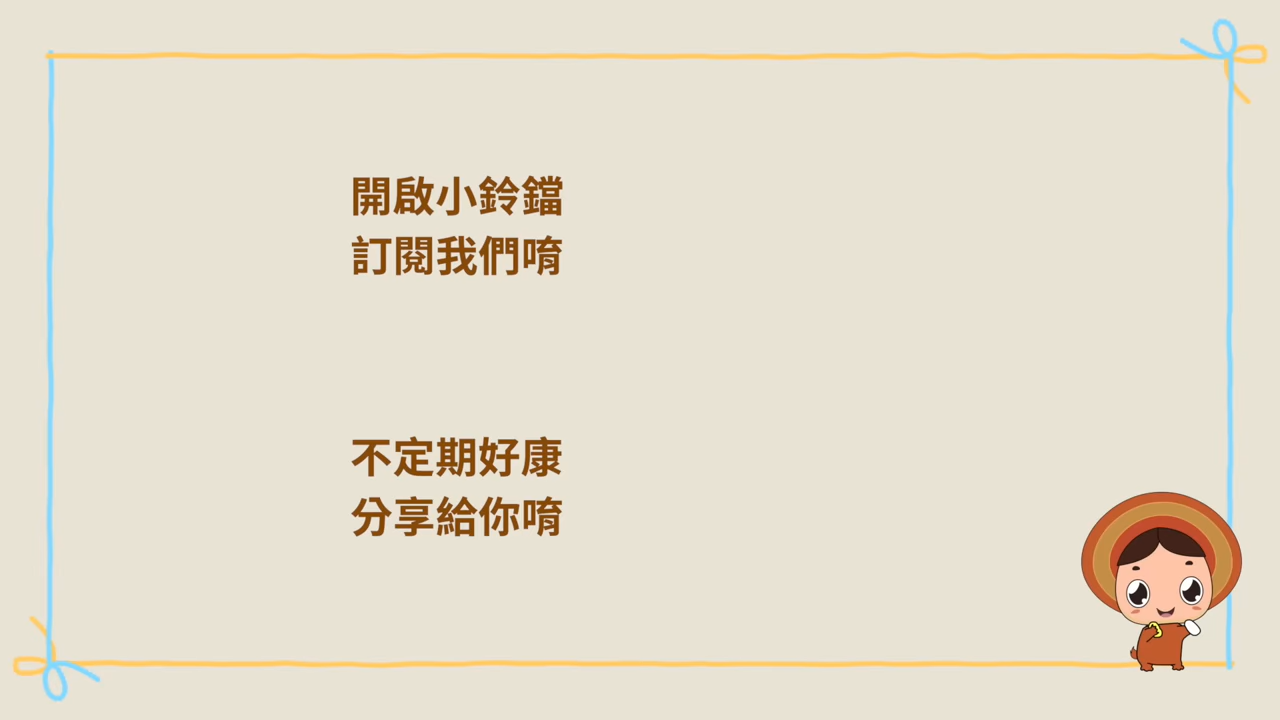 開啟小鈴鐺
訂閱我們唷
不定期好康
分享給你唷